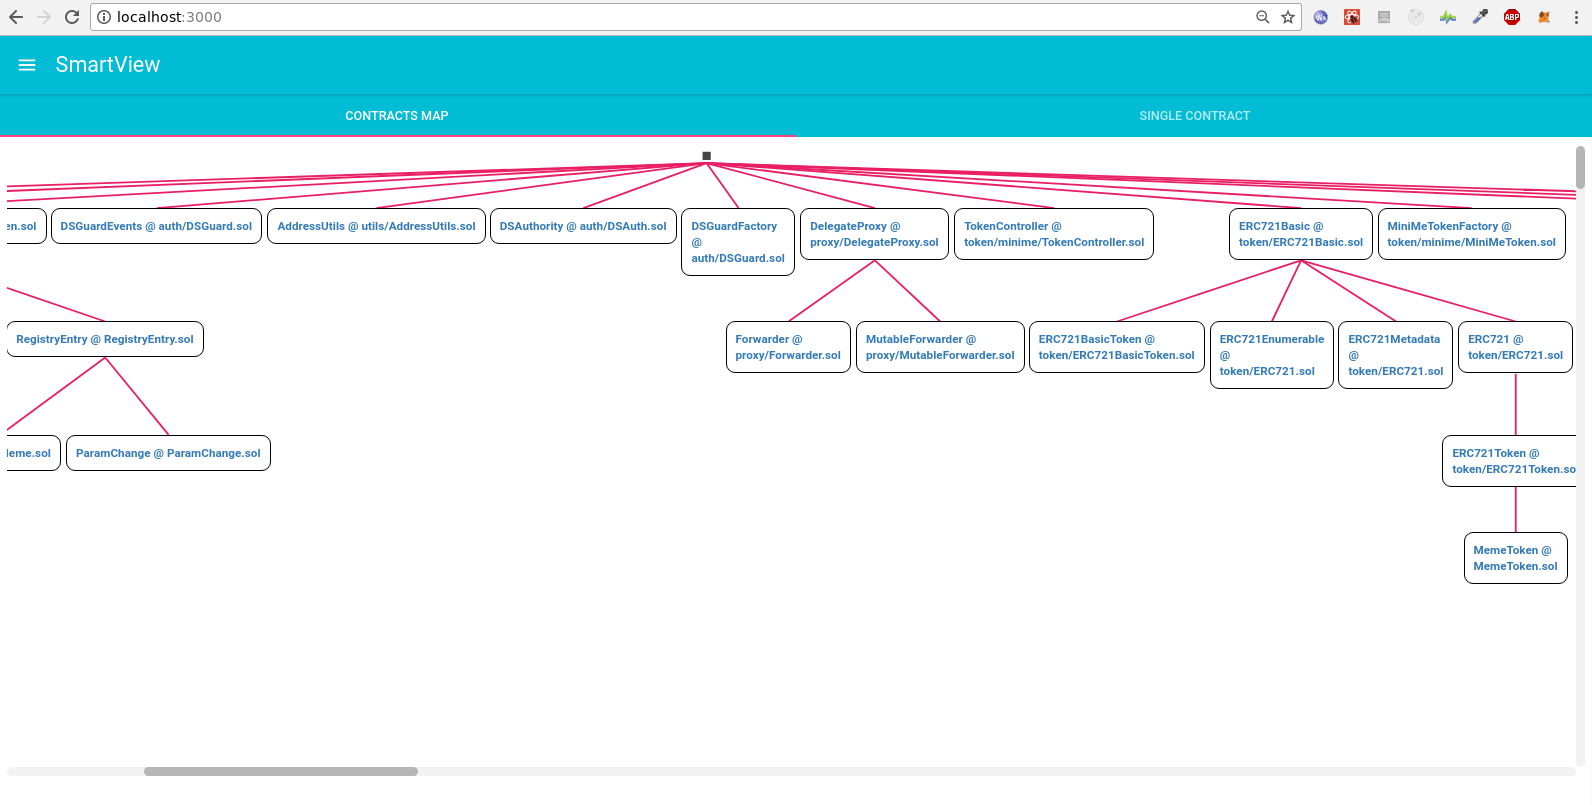 localhost:3000
ABP
SmartView
CONTRACTS MAP
SINGLE CONTRACT
en.sol
DSGuardEvents @ auth/DSGuard.sol
AddressUtils @ utils/AddressUtils.sol
DSAuthority @ auth/DSAuth.sol
DSGuardFactory
@
auth/DSGuard.sol
DelegateProxy @
proxy/DelegateProxy.sol
TokenController @
token/minime/TokenController.sol
ERC721Basic @
token/ERC721Basic.sol
MiniMeTokenFactory @
token/minime/MiniMeToken.sol
RegistryEntry @ RegistryEntry.sol
Forwarder @
proxy/Forwarder.sol
MutableForwarder @
proxy/MutableForwarder.sol
ERC721BasicToken @
token/ERC721BasicToken.sol
ERC721Enumerable
@
token/ERC721.sol
ERC721Metadata
@
token/ERC721.sol
ERC721 @
token/ERC721.sol
leme.sol
ParamChange @ ParamChange.sol
ERC721Token @
token/ERC721Token.so
MemeToken @
MemeToken.sol